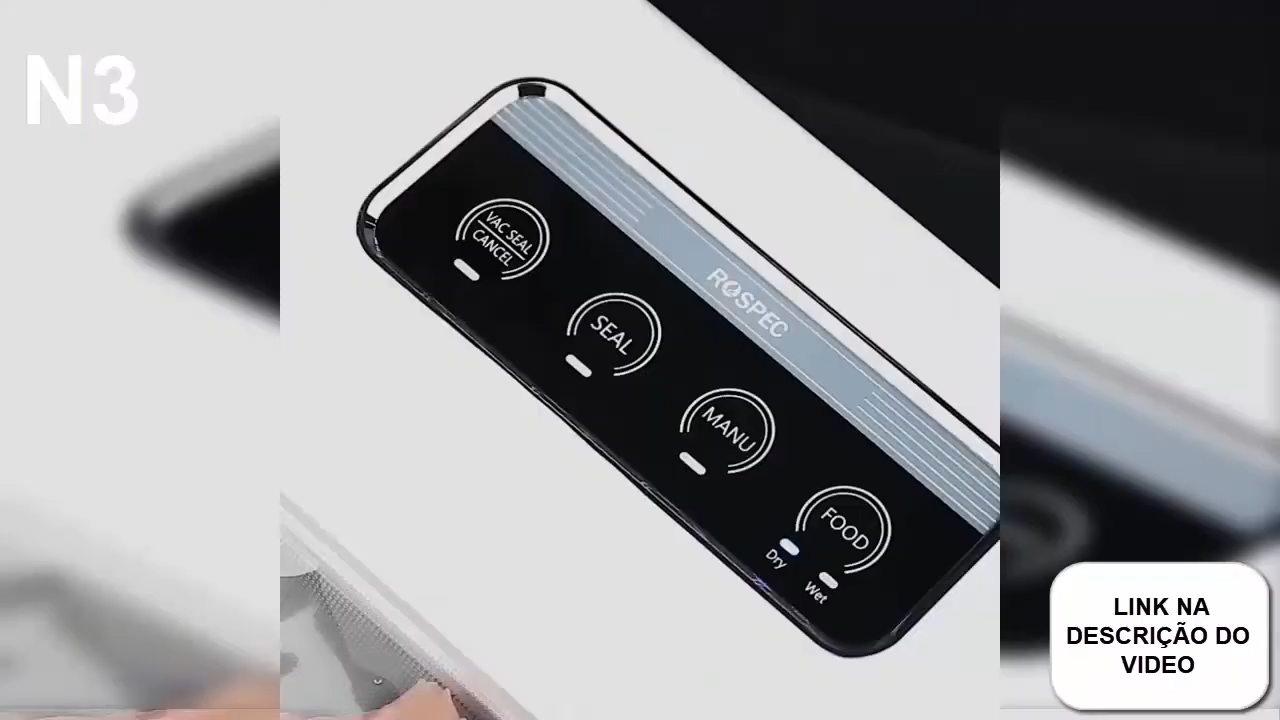 N3
ROSPEC
VAC SEAL
CANCEL
SEAL
MANU
FOOD
Dry
Wet
LINK NA
DESCRIÇÃO DO
VIDEO